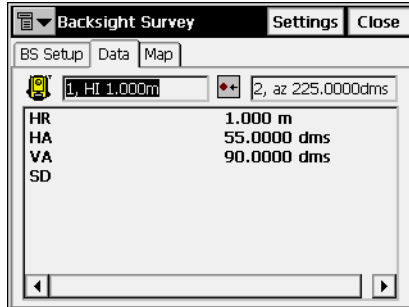 Backsight Survey Settings Close
BS Setup Data Map
1, HI 1.000m 2, az 225.0000dms
HR 1.000 m
HA 55.0000 dms
VA 90.0000 dms
SD